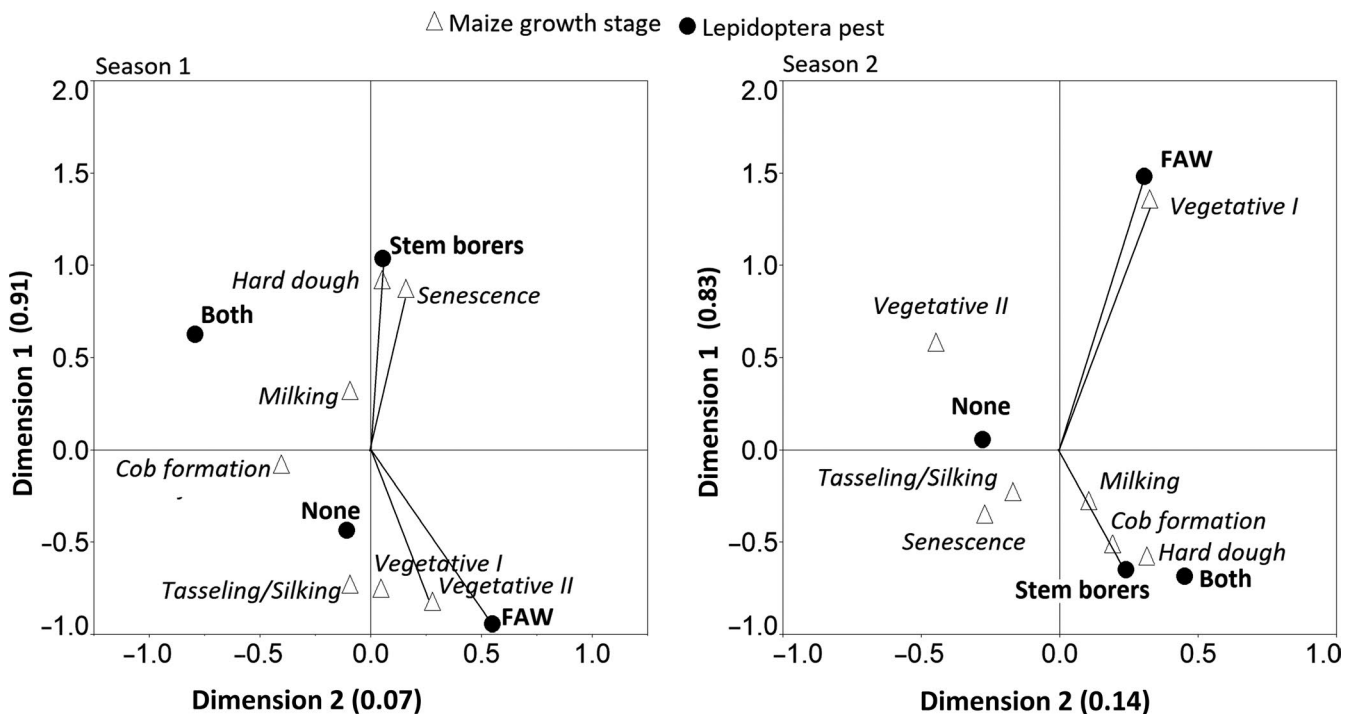 Maize growth stage Lepidoptera pest
Season 1
2.0
1.5
1.0
0.5
0.0
−0.5
−1.0
Dimension 1 (0.91)
Stem borers
Hard dough
Senescence
Both
Milking
Cob formation
None
Vegetative I
Tasseling/Silking
Vegetative II
FAW
−1.0 −0.5 0.0 0.5 1.0
Dimension 2 (0.07)
Season 2
2.0
1.5
1.0
0.5
0.0
−0.5
−1.0
Dimension 1 (0.83)
FAW
Vegetative I
Vegetative II
None
Tasseling/Silking
Milking
Cob formation
Senescence
Hard dough
Stem borers
Both
−1.0 −0.5 0.0 0.5 1.0
Dimension 2 (0.14)